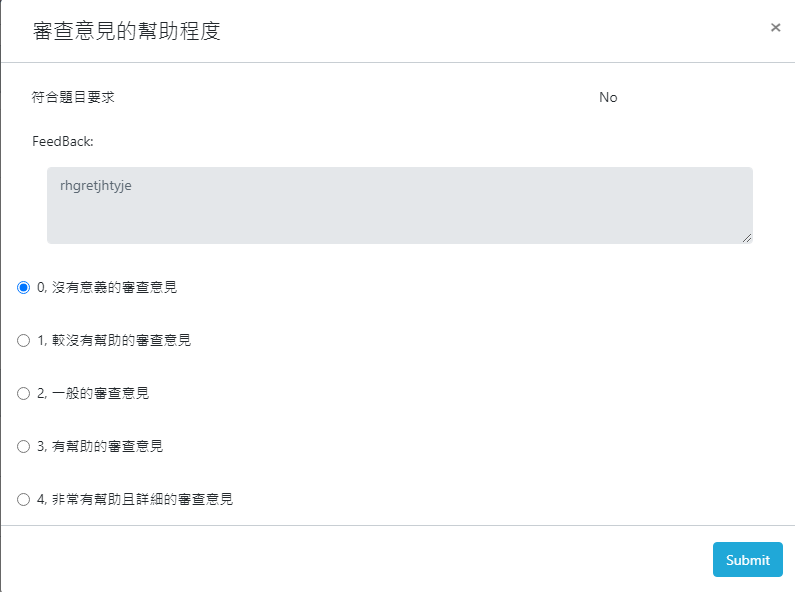 審查意見的幫助程度
×
符合題目要求 No
FeedBack:
rhgretjhtyje
0, 沒有意義的審查意見
1, 較沒有幫助的審查意見
2, 一般的審查意見
3, 有幫助的審查意見
4, 非常有幫助且詳細的審查意見
Submit